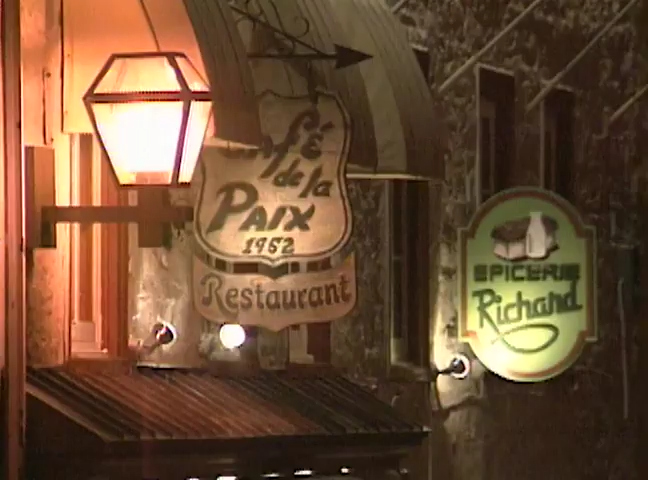 Café
de la
PAIX
1952
Restaurant
EPICERIE
Richard